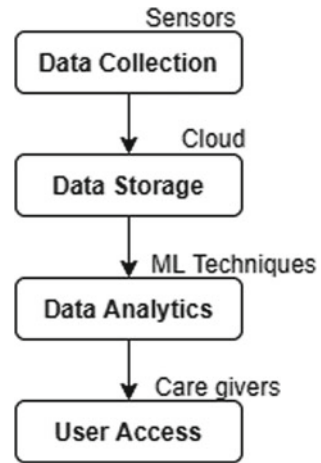 Sensors
Data Collection
Cloud
Data Storage
ML Techniques
Data Analytics
Care givers
User Access